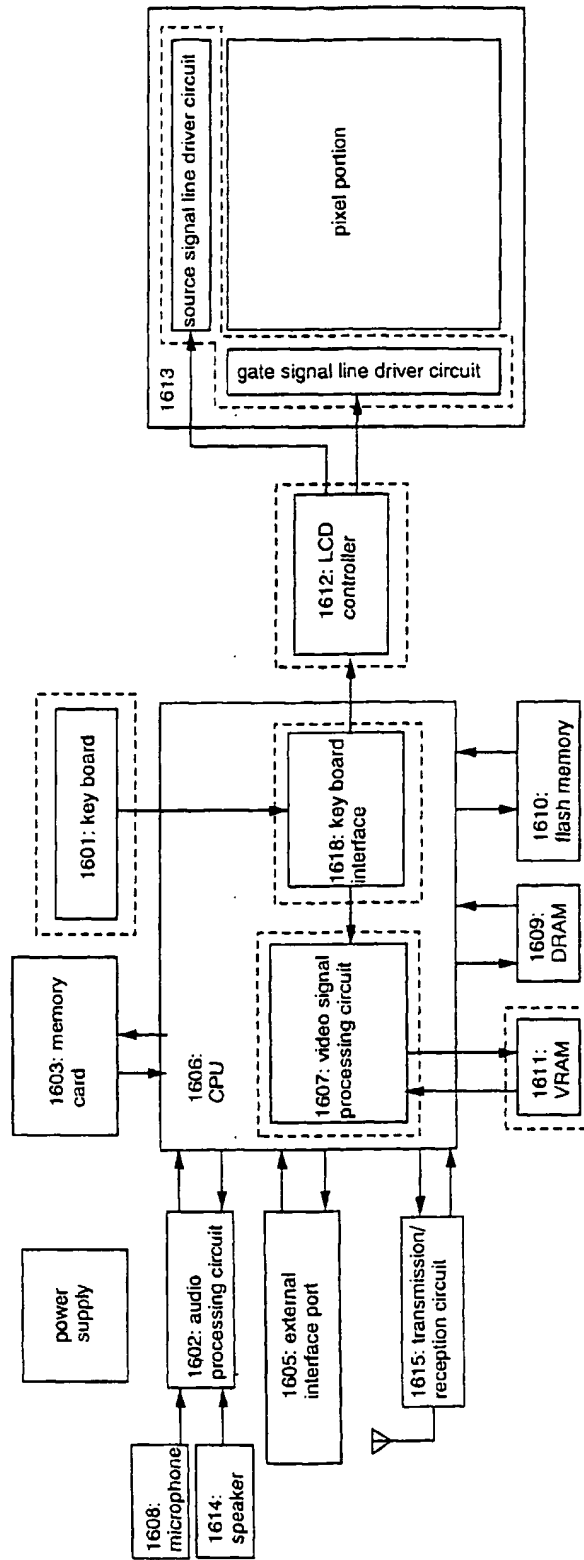 power
supply
1608:
microphone
1614:
speaker
1602: audio
processing circuit
1605: external
interface port
1615: transmission/
reception circuit
1603: memory
card
1601: key board
1606:
CPU
1607: video signal
processing circuit
1618: key board
interface
1611:
VRAM
1609:
DRAM
1610:
flash memory
1612: LCD
controller
1613
source signal line driver circuit
gate signal line driver circuit
pixel portion